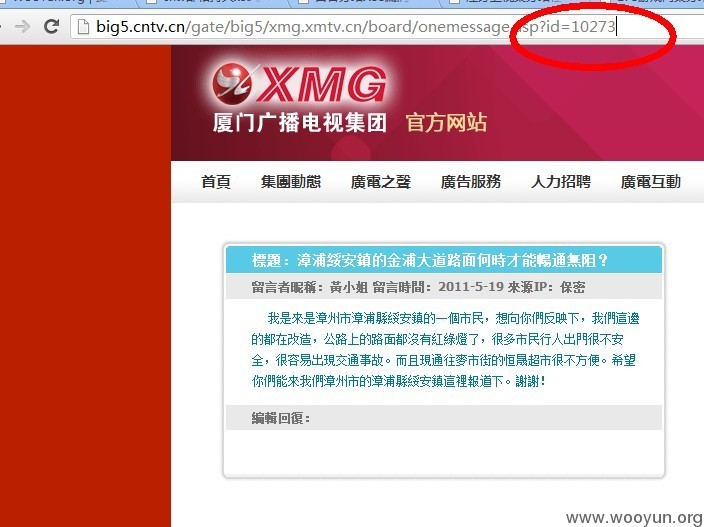 big5.cntv.cn/gate/big5/xmg.xmtv.cn/board/onemessage.asp?id=10273
XMG
厦门广播电视集团 官方网站
首頁 集團動態 廣電之聲 廣告服務 人力招聘 廣電互動
標題：漳浦綏安鎮的金浦大道路面何時才能暢通無阻？
留言者昵稱：黃小姐 留言時間：2011-5-19 來源IP：保密
我是來是漳州市漳浦縣綏安鎮的一個市民，想向你們反映下，我們這邊
的都在改造，公路上的路面都沒有紅綠燈了，很多市民行人出門很不安
全，很容易出現交通事故。而且現通往麥市街的恒晟超市很不方便。希望
你們能來我們漳州市的漳浦縣綏安鎮這裡報道下。謝謝！
編輯回復：
www.wooyun.org